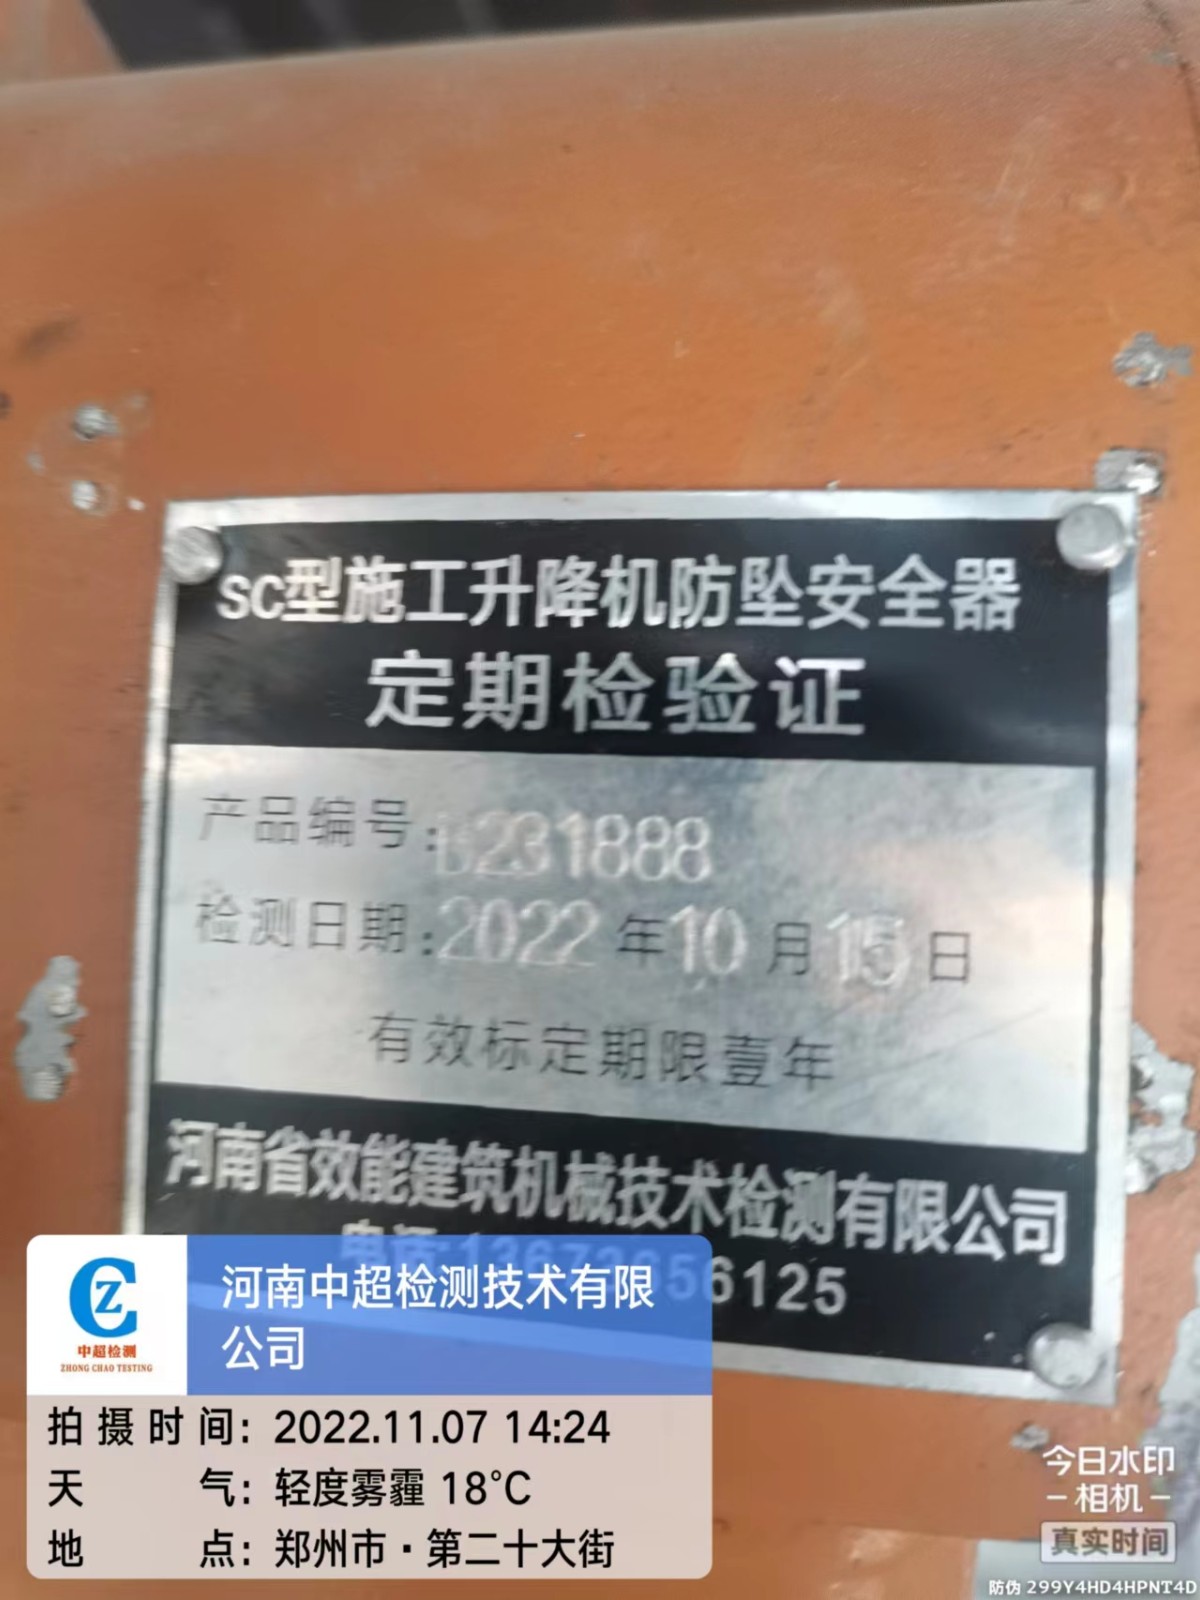 SC型施工升降机防坠安全器
定期检验证
产品编号:b231888
检测日期:2022年10月15日
有效标定期限壹年
河南省效能建筑机械技术检测有限公司
电话:13673656125
CZ
中超检测
ZHONG CHAO TESTING
河南中超检测技术有限
公司
拍摄时间: 2022.11.07 14:24
天气: 轻度雾霾 18℃
地点: 郑州市·第二十大街
今日水印
-相机-
真实时间
防伪 299Y4HD4HPNT4D